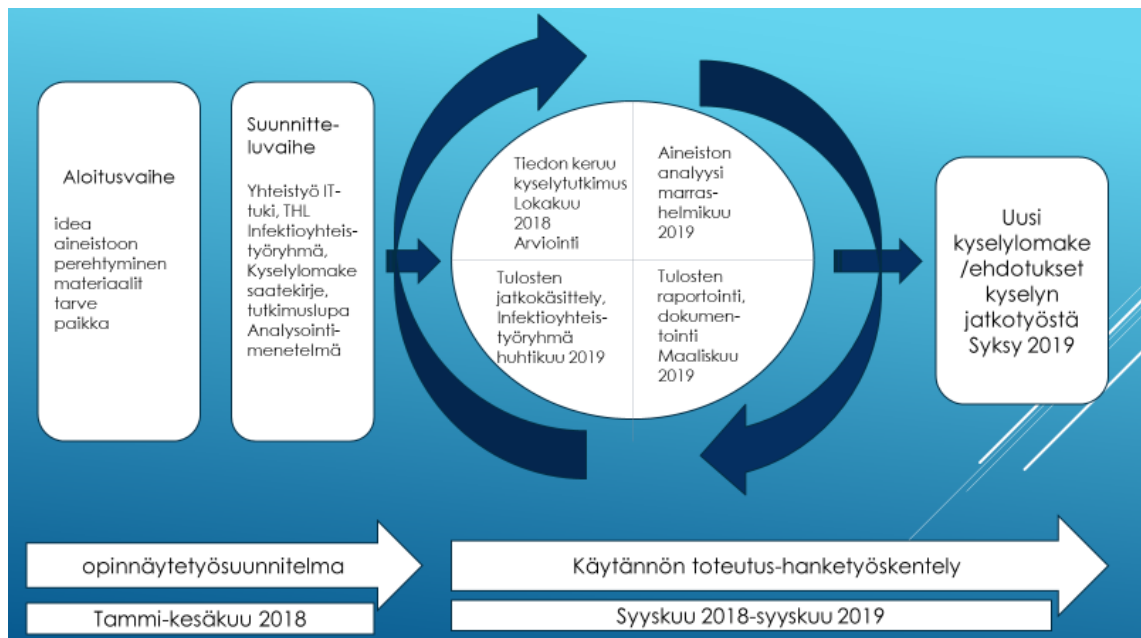 Aloitusvaihe
idea
aineistoon
perehtyminen
materiaalit
tarve
paikka
Suunnitte-
luvaihe
Yhteistyö IT-
tuki, THL
Infektioyhteis-
työryhmä,
Kyselylomake
saatekirje,
tutkimuslupa
Analysointi-
menetelmä
Tiedon keruu
kyselytutkimus
Lokakuu
2018
Arviointi
Aineiston
analyysi
marras-
helmikuu
2019
Tulosten
jatkokäsittely,
Infektioyhteis-
työryhmä
huhtikuu 2019
Tulosten
raportointi,
dokumen-
tointi
Maaliskuu
2019
Uusi
kyselylomake
/ehdotukset
kyselyn
jatkotyöstä
Syksy 2019
opinnäytetyösuunnitelma
Käytännön toteutus-hanketyöskentely
Tammi-kesäkuu 2018
Syyskuu 2018-syyskuu 2019